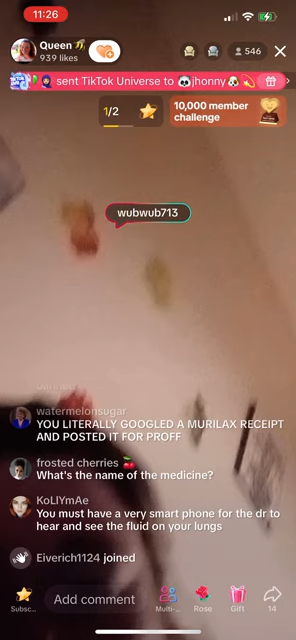 11:26
Queen 🐝
939 likes
546
sent TikTok Universe to 🐼jhonny🐶💫
1/2
10,000 member
challenge
wubwub713
watermelonsugar
YOU LITERALLY GOOGLED A MURILAX RECEIPT
AND POSTED IT FOR PROFF
frosted cherries 🍒
What's the name of the medicine?
KoLlYmAe
You must have a very smart phone for the dr to
hear and see the fluid on your lungs
Eiverich1124 joined
Subsc...
Add comment
Multi-...
Rose
Gift
14